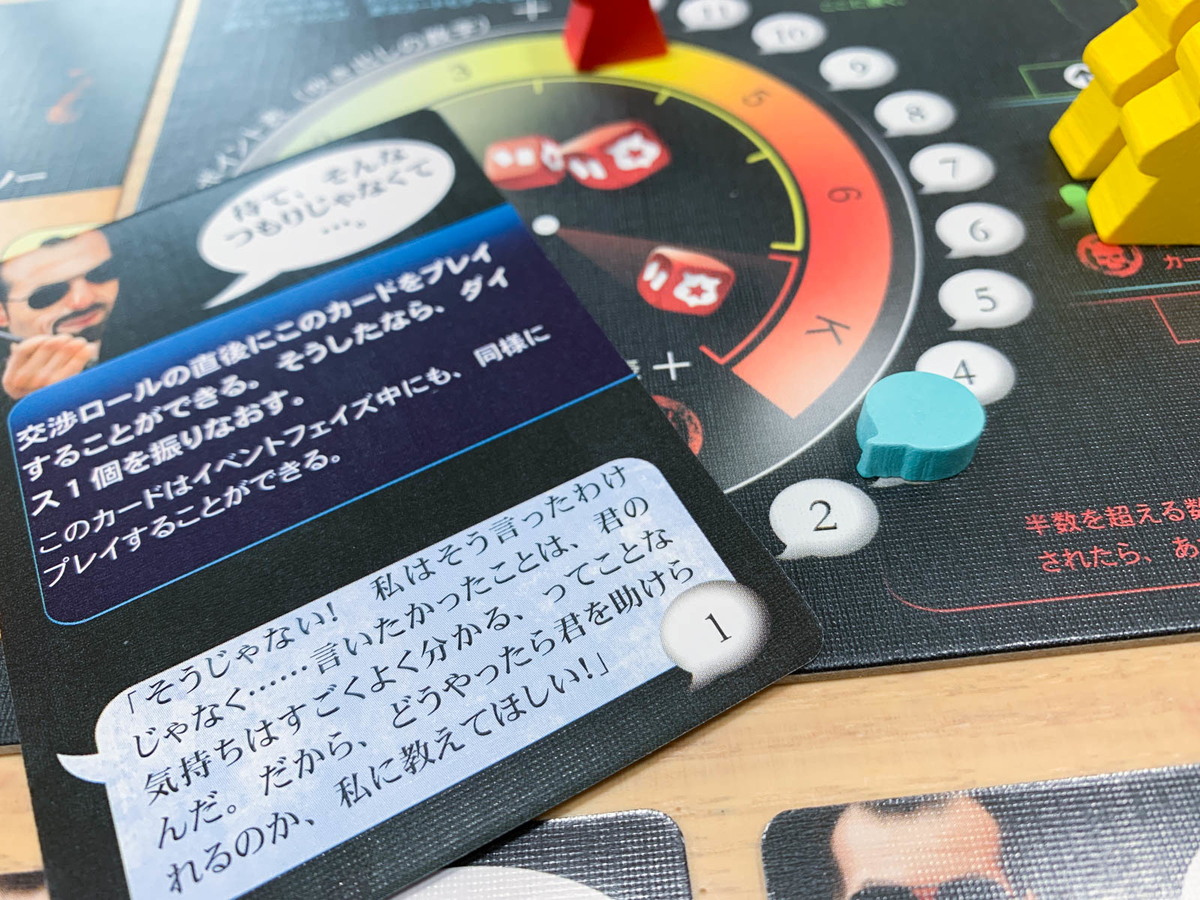 待て、そんな
つもりじゃなくて
…。
交渉ロールの直後にこのカードをプレイ
することができる。そうしたなら、ダイ
ス1個を振りなおす。
このカードはイベントフェイズ中にも、同様に
プレイすることができる。
「そうじゃない! 私はそう言ったわけ
じゃなく……言いたかったことは、君の
気持ちはすごくよく分かる、ってことな
んだ。だから、どうやったら君を助けら
れるのか、私に教えてほしい!」
1
3
5
6
K
+
+
11
10
9
8
7
6
5
4
2
カー
半数を超える
されたら、あ
ノー